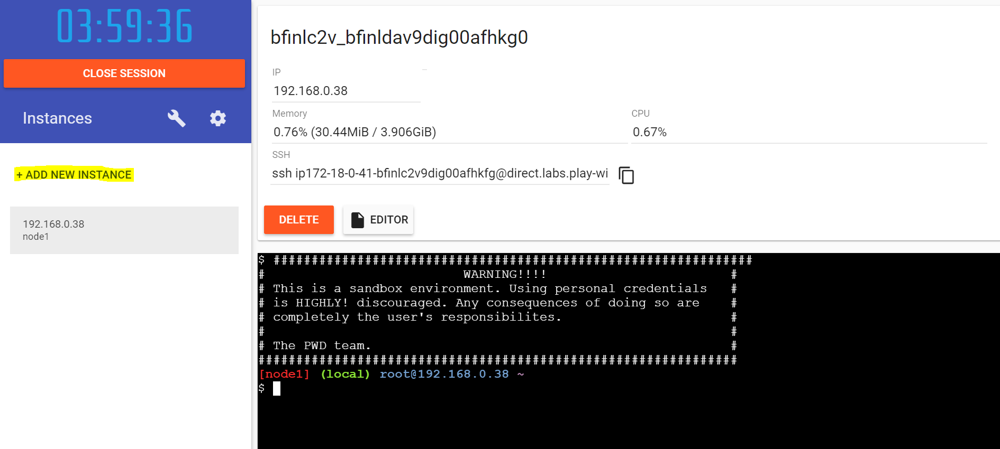 03:59:36
CLOSE SESSION
Instances
+ ADD NEW INSTANCE
192.168.0.38
node1
bfinlc2v_bfinldav9dig00afhkg0
IP
192.168.0.38
Memory
0.76% (30.44MiB / 3.906GiB)
CPU
0.67%
SSH
ssh ip172-18-0-41-bfinlc2v9dig00afhkfg@direct.labs.play-wi
DELETE
EDITOR
$ ###############################################################
# WARNING!!!! #
# This is a sandbox environment. Using personal credentials #
# is HIGHLY! discouraged. Any consequences of doing so are #
# completely the user's responsibilites. #
# #
# The PWD team. #
###############################################################
[node1] (local) root@192.168.0.38 ~
$